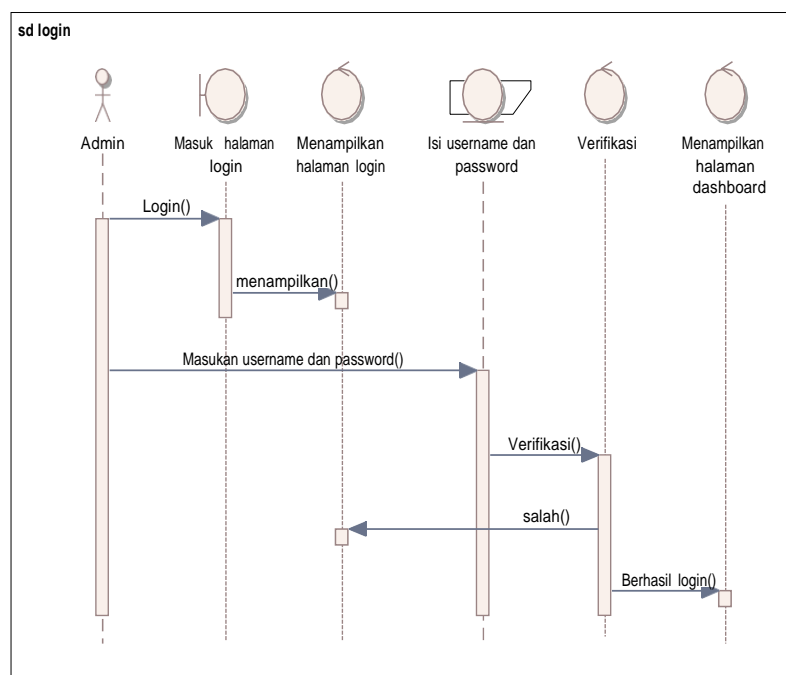 sd login
Admin
Masuk halaman
login
Menampilkan
halaman login
Isi username dan
password
Verifikasi
Menampilkan
halaman
dashboard
Login()
menampilkan()
Masukan username dan password()
Verifikasi()
salah()
Berhasil login()